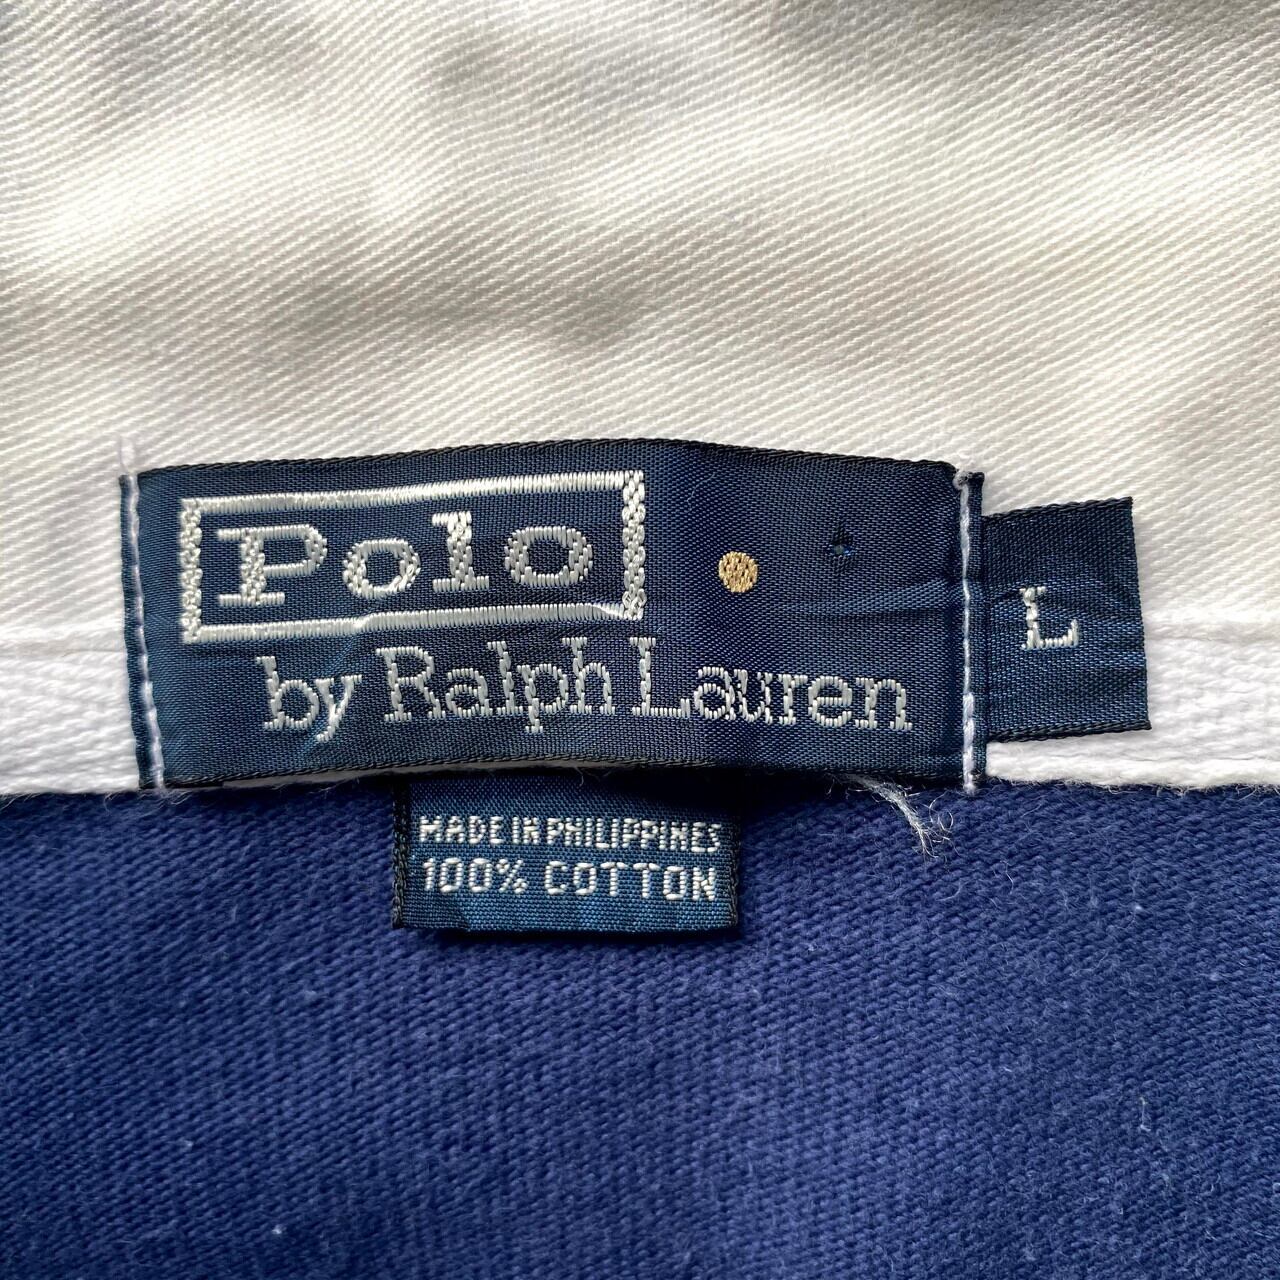 Polo
by Ralph Lauren
L
MADE IN PHILIPPINES
100% COTTON